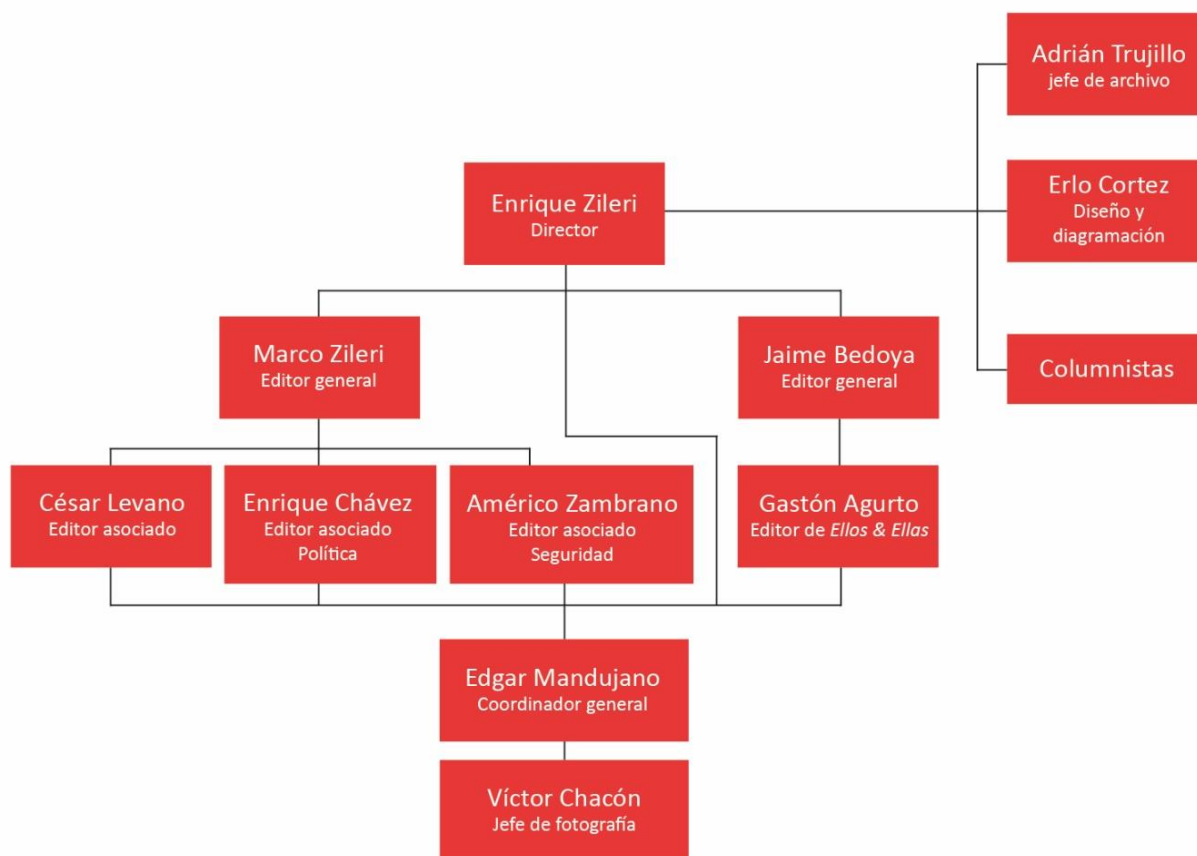 Adrián Trujillo
jefe de archivo
Enrique Zileri
Director
Erlo Cortez
Diseño y
diagramación
Marco Zileri
Editor general
Jaime Bedoya
Editor general
Columnistas
César Levano
Editor asociado
Enrique Chávez
Editor asociado
Política
Américo Zambrano
Editor asociado
Seguridad
Gastón Agurto
Editor de Ellos & Ellas
Edgar Mandujano
Coordinador general
Víctor Chacón
Jefe de fotografía